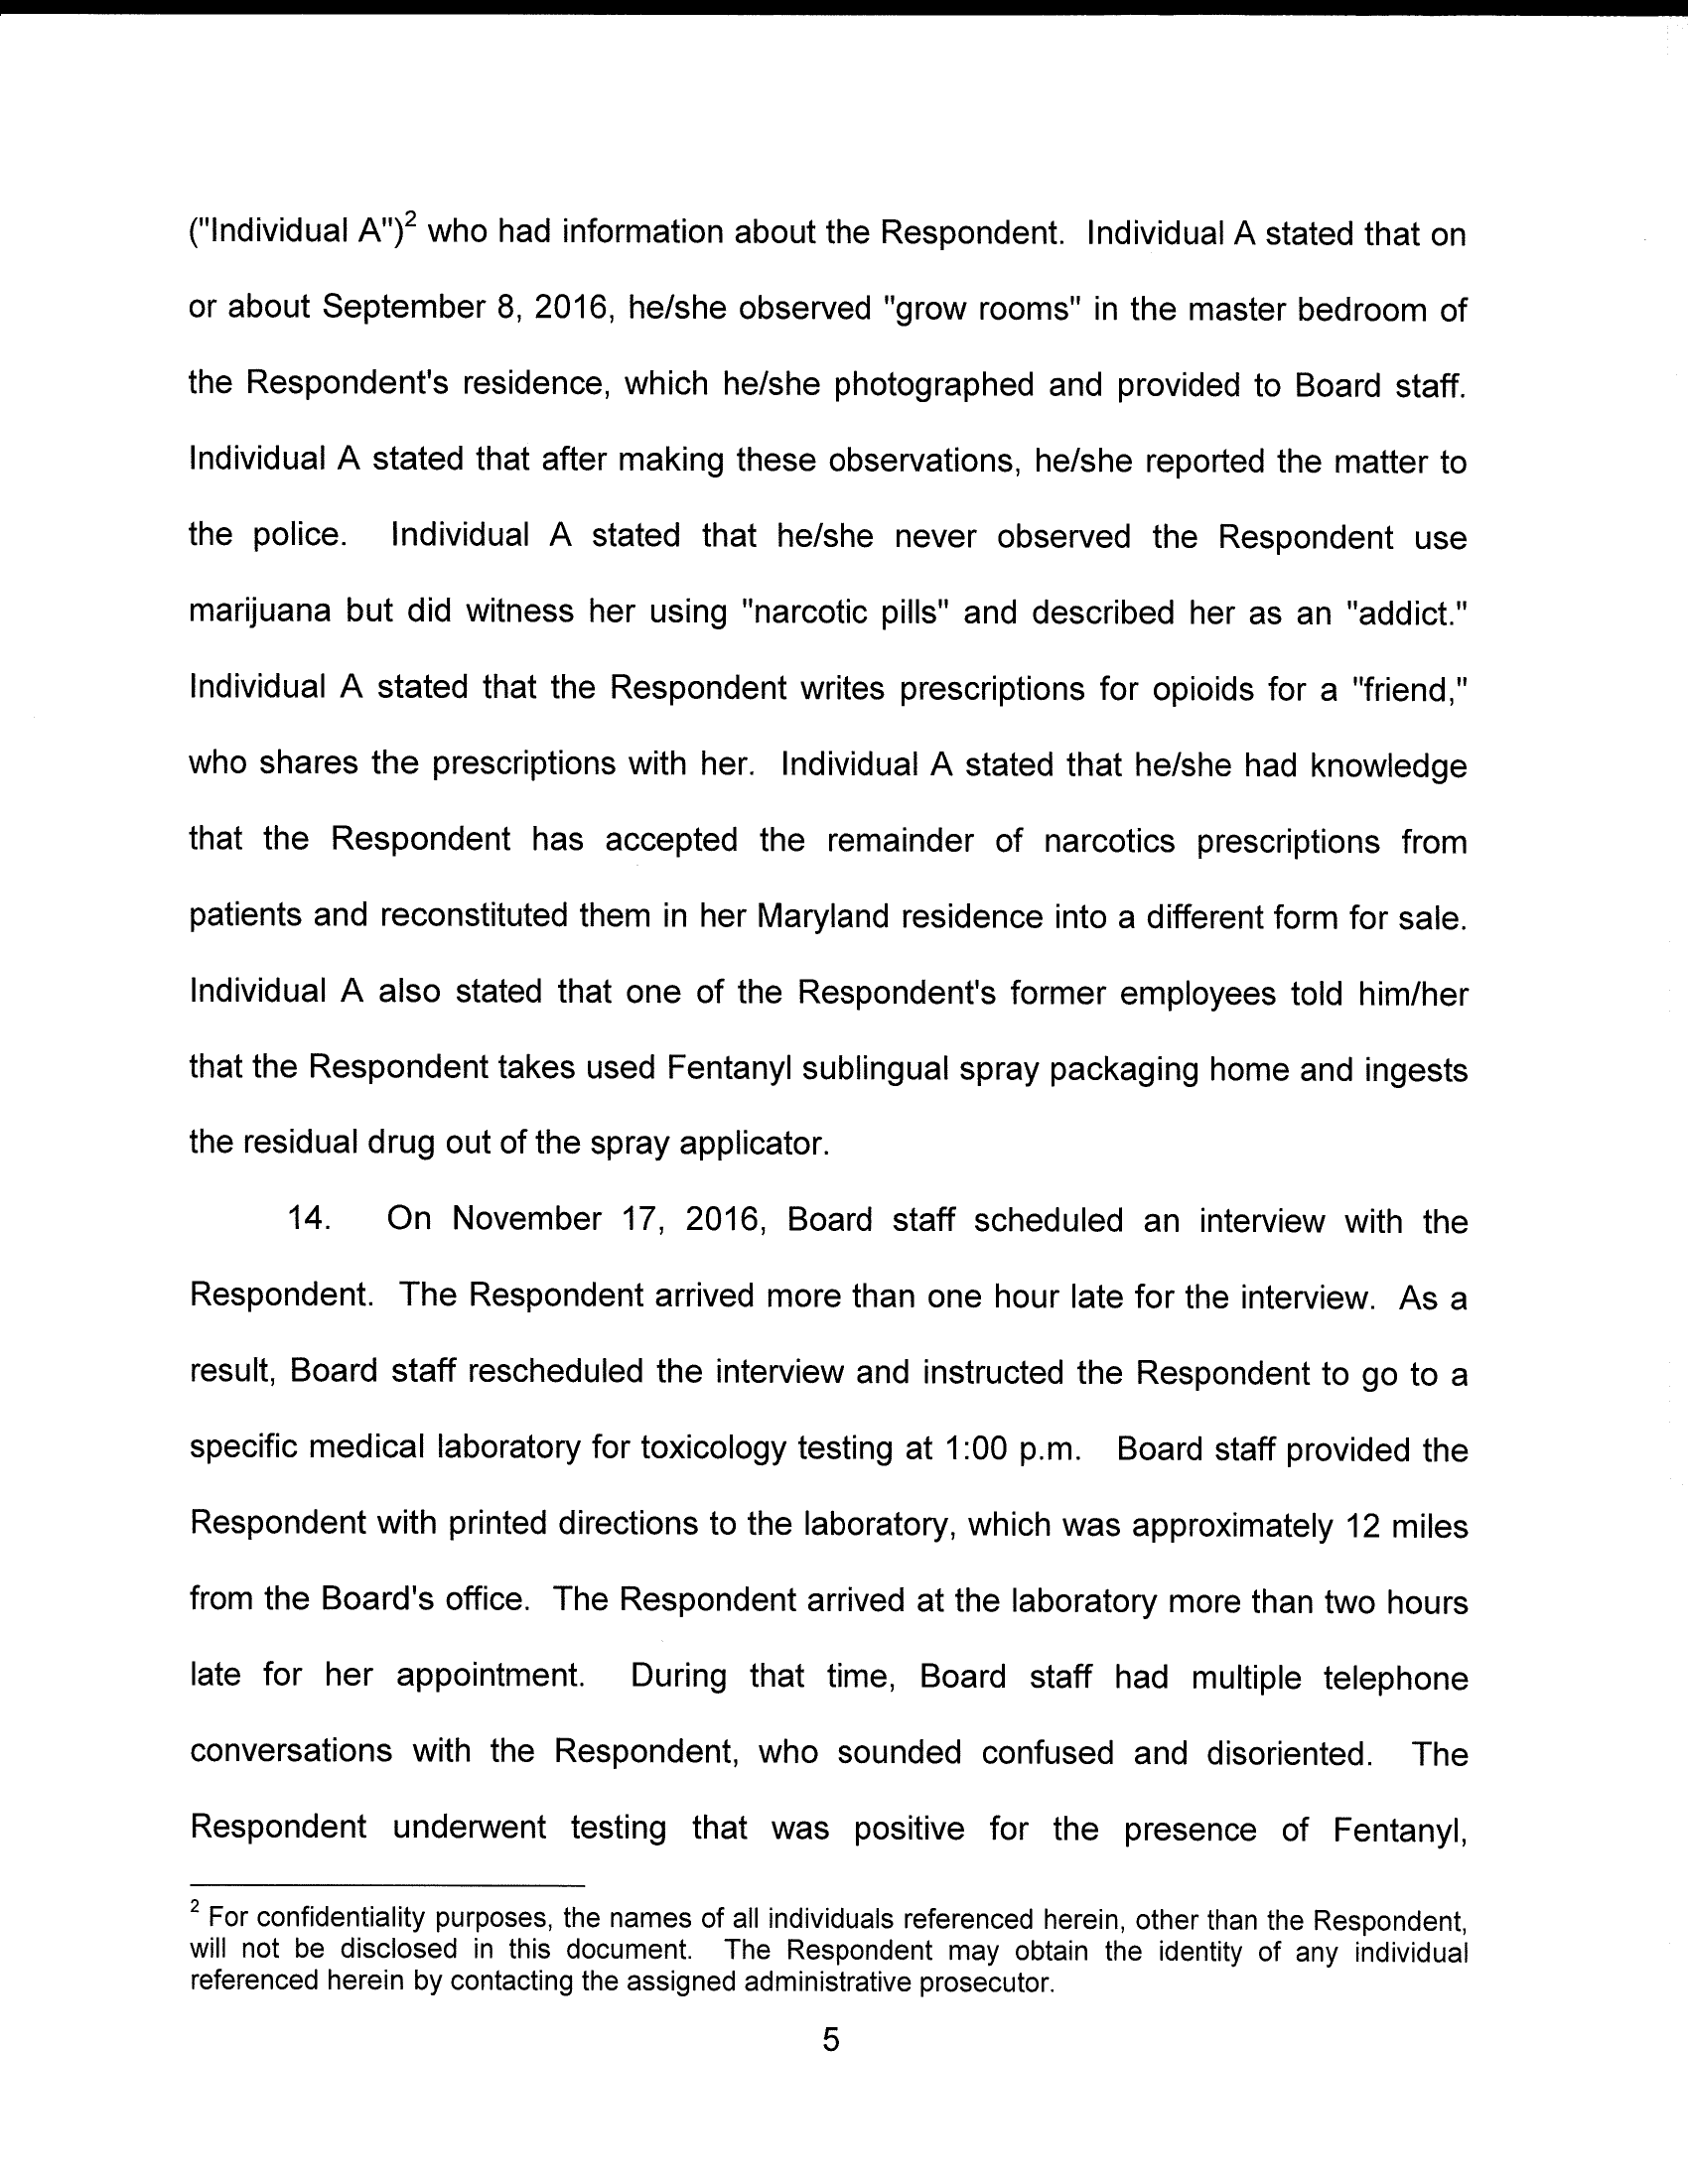 ("Individual A")² who had information about the Respondent. Individual A stated that on
or about September 8, 2016, he/she observed "grow rooms" in the master bedroom of
the Respondent's residence, which he/she photographed and provided to Board staff.
Individual A stated that after making these observations, he/she reported the matter to
the police. Individual A stated that he/she never observed the Respondent use
marijuana but did witness her using "narcotic pills" and described her as an "addict."
Individual A stated that the Respondent writes prescriptions for opioids for a "friend,"
who shares the prescriptions with her. Individual A stated that he/she had knowledge
that the Respondent has accepted the remainder of narcotics prescriptions from
patients and reconstituted them in her Maryland residence into a different form for sale.
Individual A also stated that one of the Respondent's former employees told him/her
that the Respondent takes used Fentanyl sublingual spray packaging home and ingests
the residual drug out of the spray applicator.
14. On November 17, 2016, Board staff scheduled an interview with the
Respondent. The Respondent arrived more than one hour late for the interview. As a
result, Board staff rescheduled the interview and instructed the Respondent to go to a
specific medical laboratory for toxicology testing at 1:00 p.m. Board staff provided the
Respondent with printed directions to the laboratory, which was approximately 12 miles
from the Board's office. The Respondent arrived at the laboratory more than two hours
late for her appointment. During that time, Board staff had multiple telephone
conversations with the Respondent, who sounded confused and disoriented. The
Respondent underwent testing that was positive for the presence of Fentanyl,
² For confidentiality purposes, the names of all individuals referenced herein, other than the Respondent,
will not be disclosed in this document. The Respondent may obtain the identity of any individual
referenced herein by contacting the assigned administrative prosecutor.
5